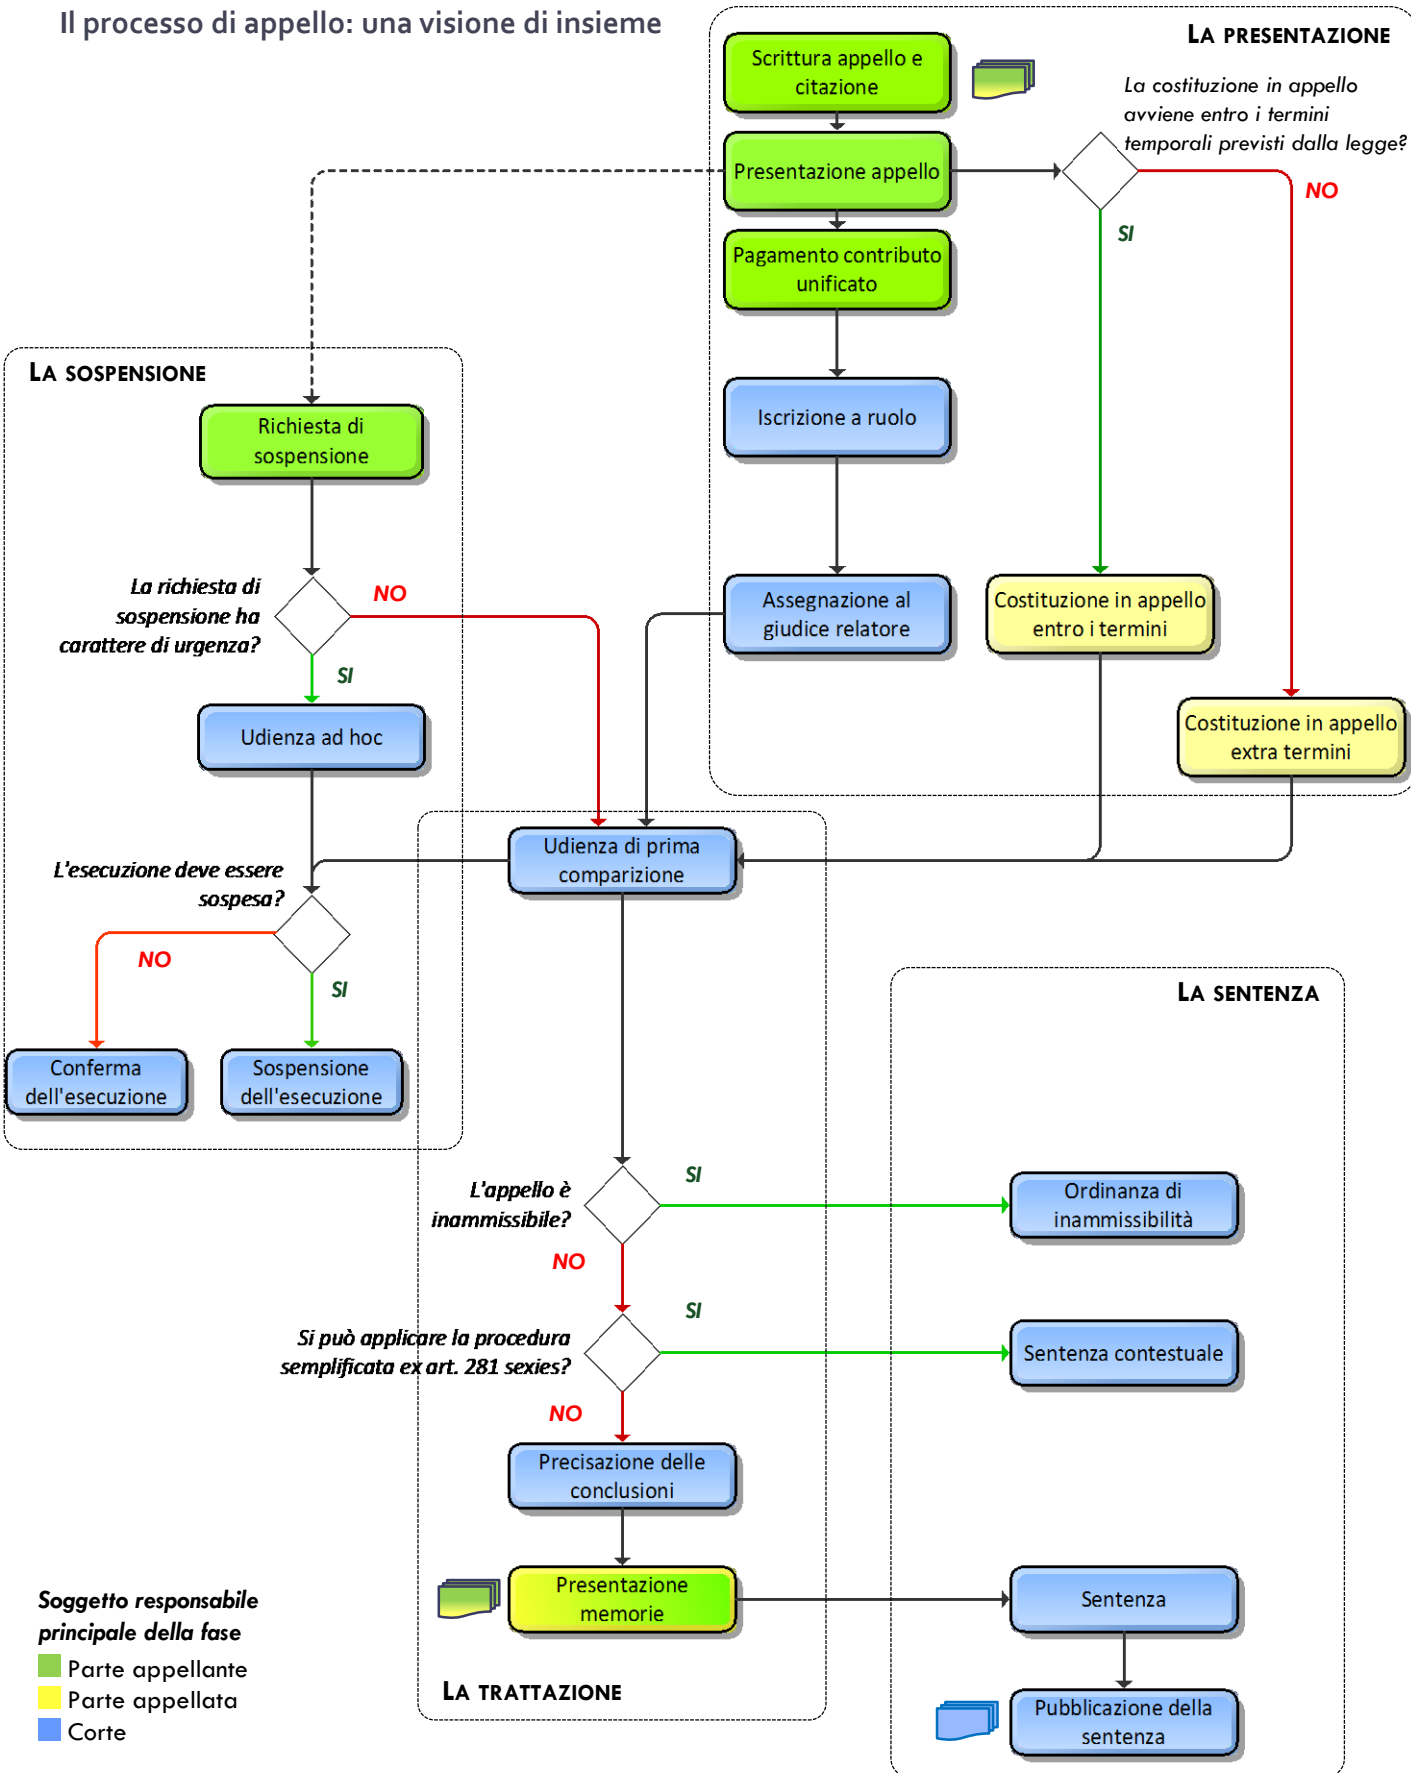 Il processo di appello: una visione di insieme
LA PRESENTAZIONE
Scrittura appello e
citazione
La costituzione in appello
avviene entro i termini
temporali previsti dalla legge?
Presentazione appello
NO
SI
Pagamento contributo
unificato
LA SOSPENSIONE
Iscrizione a ruolo
Richiesta di
sospensione
La richiesta di
sospensione ha
carattere di urgenza?
NO
SI
Assegnazione al
giudice relatore
Costituzione in appello
entro i termini
Udienza ad hoc
Costituzione in appello
extra termini
Udienza di prima
comparizione
L'esecuzione deve essere
sospesa?
NO
SI
LA SENTENZA
Conferma
dell'esecuzione
Sospensione
dell'esecuzione
L'appello è
inammissibile?
SI
NO
Ordinanza di
inammissibilità
Si può applicare la procedura
semplificata ex art. 281 sexies?
SI
NO
Sentenza contestuale
Precisazione delle
conclusioni
Presentazione
memorie
Sentenza
Soggetto responsabile
principale della fase
Parte appellante
Parte appellata
Corte
LA TRATTAZIONE
Pubblicazione della
sentenza